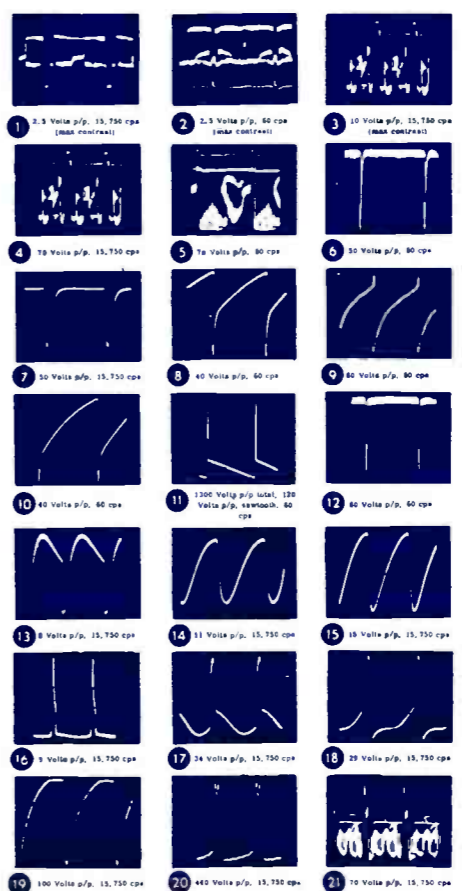 1 2.5 Volts p/p, 15,750 cps
(max contrast)
2 2.5 Volts p/p, 60 cps
(max contrast)
3 10 Volts p/p, 15,750 cps
(max contrast)
4 78 Volts p/p, 15,750 cps
5 78 Volts p/p, 60 cps
6 50 Volts p/p, 60 cps
7 50 Volts p/p, 15,750 cps
8 40 Volts p/p, 60 cps
9 60 Volts p/p, 60 cps
10 40 Volts p/p, 60 cps
11 1300 Volts p/p total, 120
Volts p/p, sawtooth, 60
cps
12 60 Volts p/p, 60 cps
13 8 Volts p/p, 15,750 cps
14 11 Volts p/p, 15,750 cps
15 15 Volts p/p, 15,750 cps
16 9 Volts p/p, 15,750 cps
17 34 Volts p/p, 15,750 cps
18 29 Volts p/p, 15,750 cps
19 100 Volts p/p, 15,750 cps
20 440 Volts p/p, 15,750 cps
21 70 Volts p/p, 15,750 cps